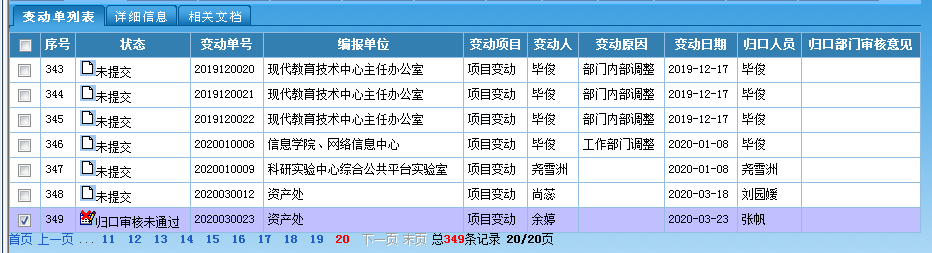 变动单列表 详细信息 相关文档
序号 状态 变动单号 编报单位 变动项目 变动人 变动原因 变动日期 归口人员 归口部门审核意见
343 未提交 2019120020 现代教育技术中心主任办公室 项目变动 毕俊 部门内部调整 2019-12-17 毕俊
344 未提交 2019120021 现代教育技术中心主任办公室 项目变动 毕俊 部门内部调整 2019-12-17 毕俊
345 未提交 2019120022 现代教育技术中心主任办公室 项目变动 毕俊 部门内部调整 2019-12-17 毕俊
346 未提交 2020010008 信息学院、网络信息中心 项目变动 毕俊 工作部门调整 2020-01-08 毕俊
347 未提交 2020010009 科研实验中心综合公共平台实验室 项目变动 尧雪洲 2020-01-08 尧雪洲
348 未提交 2020030012 资产处 项目变动 尚蕊 2020-03-18 刘园媛
349 归口审核未通过 2020030023 资产处 项目变动 余婷 2020-03-23 张帆
首页 上一页 ... 11 12 13 14 15 16 17 18 19 20 下一页 末页 总349条记录 20/20页